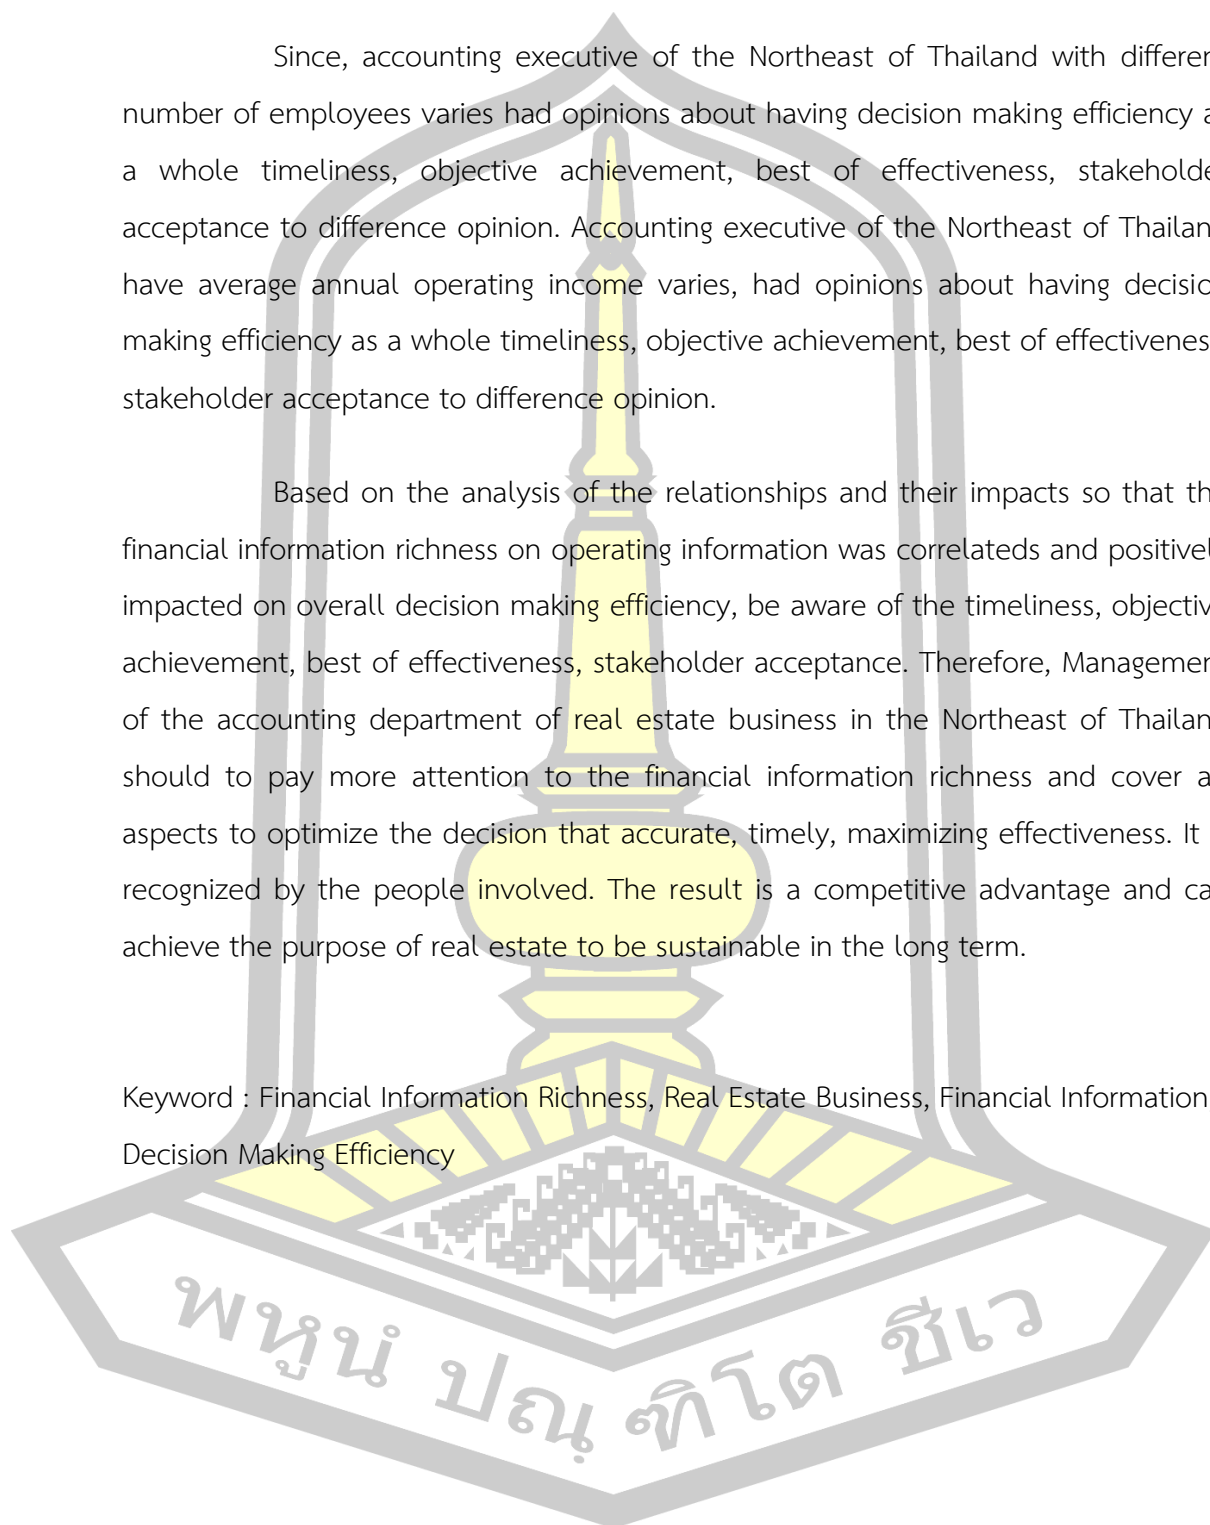 Since, accounting executive of the Northeast of Thailand with differen
number of employees varies had opinions about having decision making efficiency a
a whole timeliness, objective achievement, best of effectiveness, stakeholde
acceptance to difference opinion. Accounting executive of the Northeast of Thailan
have average annual operating income varies, had opinions about having decisio
making efficiency as a whole timeliness, objective achievement, best of effectivenes
stakeholder acceptance to difference opinion.
Based on the analysis of the relationships and their impacts so that th
financial information richness on operating information was correlateds and positivel
impacted on overall decision making efficiency, be aware of the timeliness, objectiv
achievement, best of effectiveness, stakeholder acceptance. Therefore, Managemen
of the accounting department of real estate business in the Northeast of Thailan
should to pay more attention to the financial information richness and cover a
aspects to optimize the decision that accurate, timely, maximizing effectiveness. It
recognized by the people involved. The result is a competitive advantage and ca
achieve the purpose of real estate to be sustainable in the long term.
Keyword : Financial Information Richness, Real Estate Business, Financial Information
Decision Making Efficiency
พหูนํ ปณฺฑิโต ชีเว